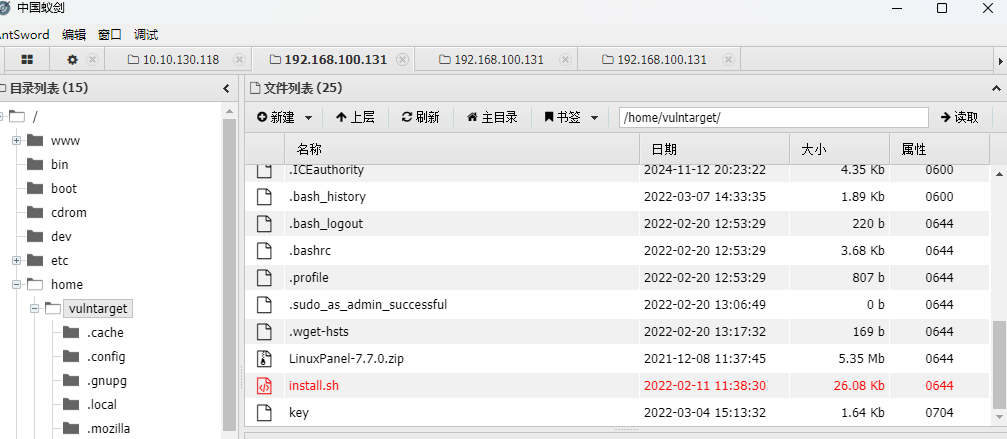 中国蚁剑
AntSword 编辑 窗口 调试
10.10.130.118 192.168.100.131 192.168.100.131 192.168.100.131
目录列表 (15)
/
www
bin
boot
cdrom
dev
etc
home
vulntarget
.cache
.config
.gnupg
.local
.mozilla
文件列表 (25)
新建 上层 刷新 主目录 书签 /home/vulntarget/ 读取
名称 日期 大小 属性
.ICEauthority 2024-11-12 20:23:22 4.35 Kb 0600
.bash_history 2022-03-07 14:33:35 1.89 Kb 0600
.bash_logout 2022-02-20 12:53:29 220 b 0644
.bashrc 2022-02-20 12:53:29 3.68 Kb 0644
.profile 2022-02-20 12:53:29 807 b 0644
.sudo_as_admin_successful 2022-02-20 13:06:49 0 b 0644
.wget-hsts 2022-02-20 13:17:32 169 b 0644
LinuxPanel-7.7.0.zip 2021-12-08 11:37:45 5.35 Mb 0644
install.sh 2022-02-11 11:38:30 26.08 Kb 0644
key 2022-03-04 15:13:32 1.64 Kb 0704